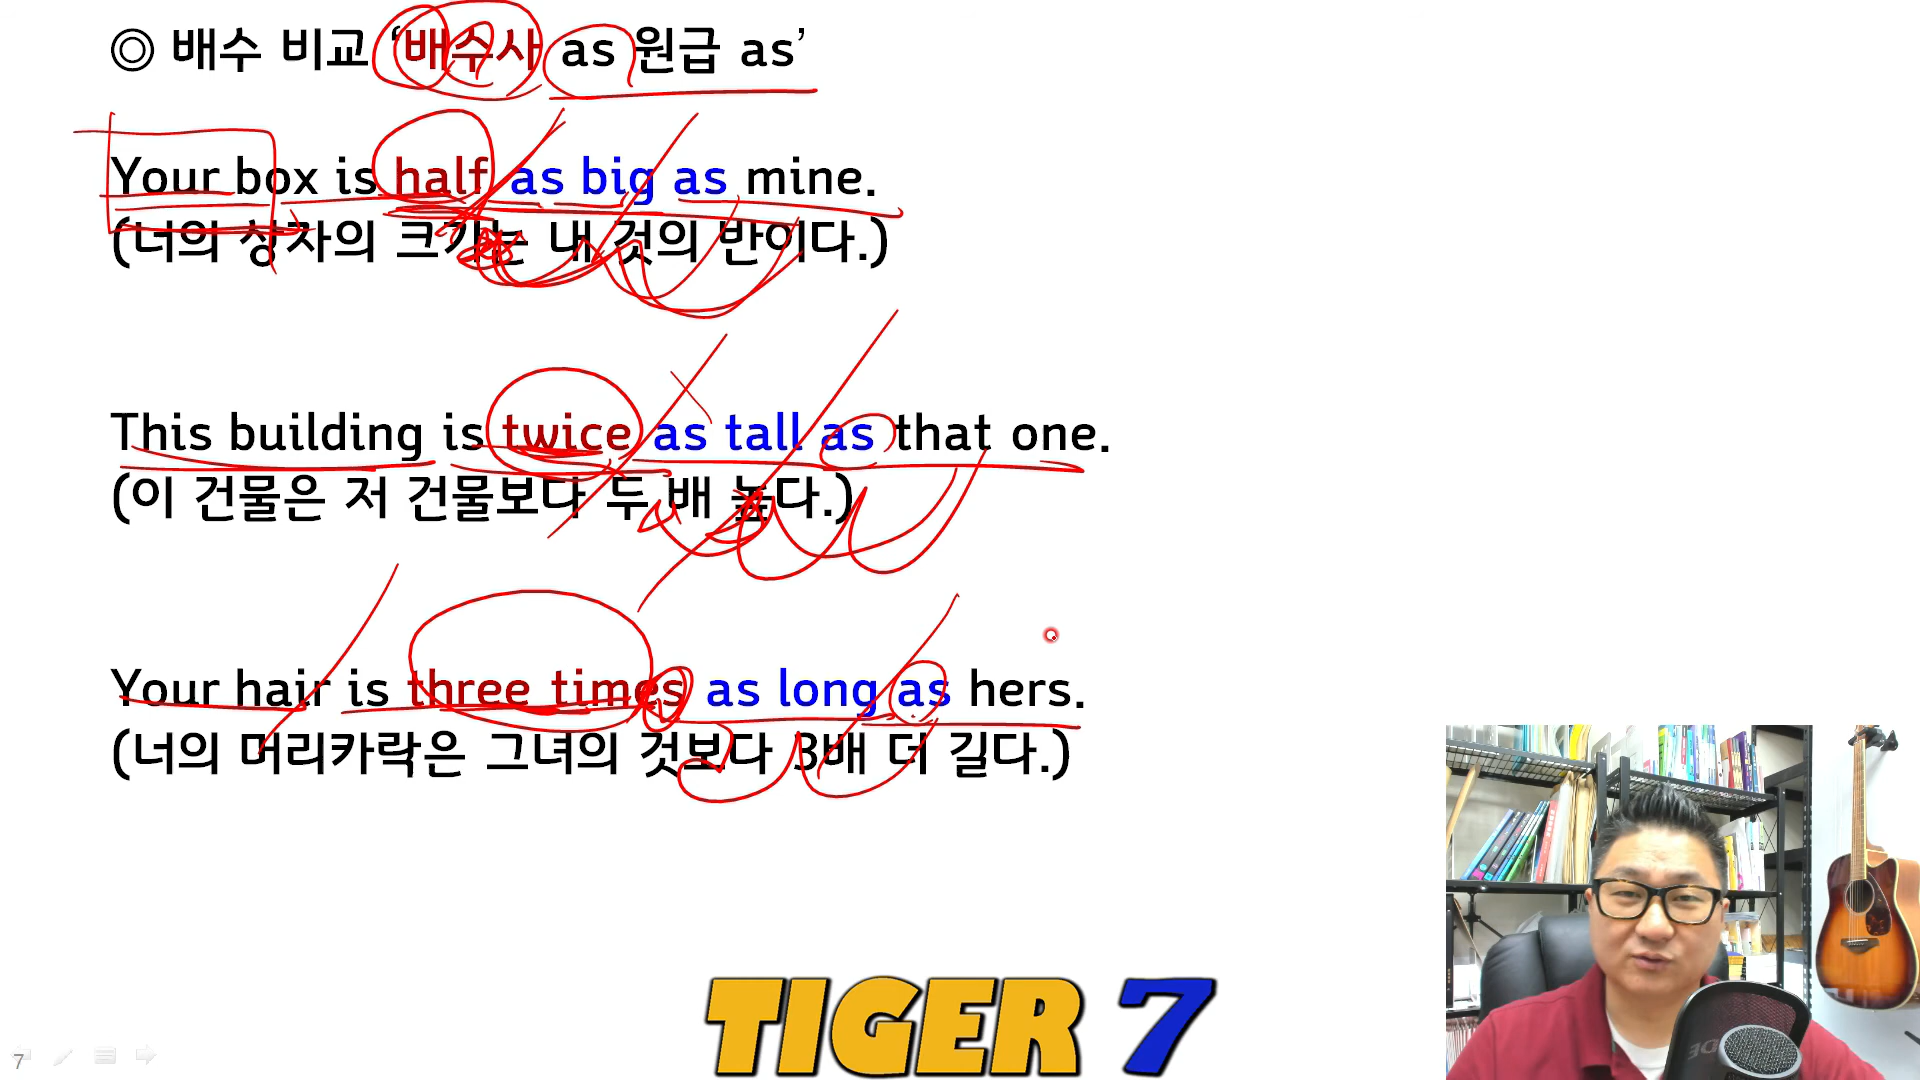 ◎ 배수 비교 ‘배수사 as 원급 as’
Your box is half as big as mine.
(너의 상자의 크기는 내 것의 반이다.)
This building is twice as tall as that one.
(이 건물은 저 건물보다 두 배 높다.)
Your hair is three times as long as hers.
(너의 머리카락은 그녀의 것보다 3배 더 길다.)
TIGER 7
7